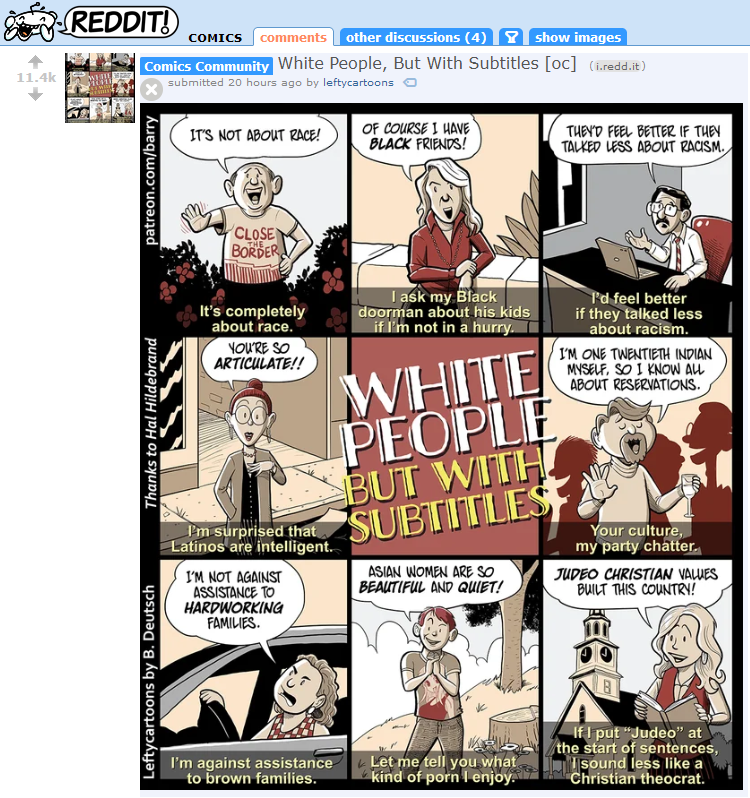 REDDIT!
COMICS
comments
other discussions (4)
show images
11.4k
Comics Community White People, But With Subtitles [oc] (i.redd.it)
submitted 20 hours ago by leftycartoons
patreon.com/barry
IT'S NOT ABOUT RACE!
CLOSE
THE
BORDER
It's completely
about race.
OF COURSE I HAVE
BLACK FRIENDS!
I ask my Black
doorman about his kids
if I'm not in a hurry.
THEY'D FEEL BETTER IF THEY
TALKED LESS ABOUT RACISM.
I'd feel better
if they talked less
about racism.
Thanks to Hal Hildebrand
YOU'RE SO
ARTICULATE!!
I'm surprised that
Latinos are intelligent.
WHITE
PEOPLE
BUT WITH
SUBTITLES
I'M ONE TWENTIETH INDIAN
MYSELF, SO I KNOW ALL
ABOUT RESERVATIONS.
Your culture,
my party chatter.
Leftycartoons by B. Deutsch
I'M NOT AGAINST
ASSISTANCE TO
HARDWORKING
FAMILIES.
I'm against assistance
to brown families.
ASIAN WOMEN ARE SO
BEAUTIFUL AND QUIET!
Let me tell you what
kind of porn I enjoy.
JUDEO CHRISTIAN VALUES
BUILT THIS COUNTRY!
If I put "Judeo" at
the start of sentences,
I sound less like a
Christian theocrat.